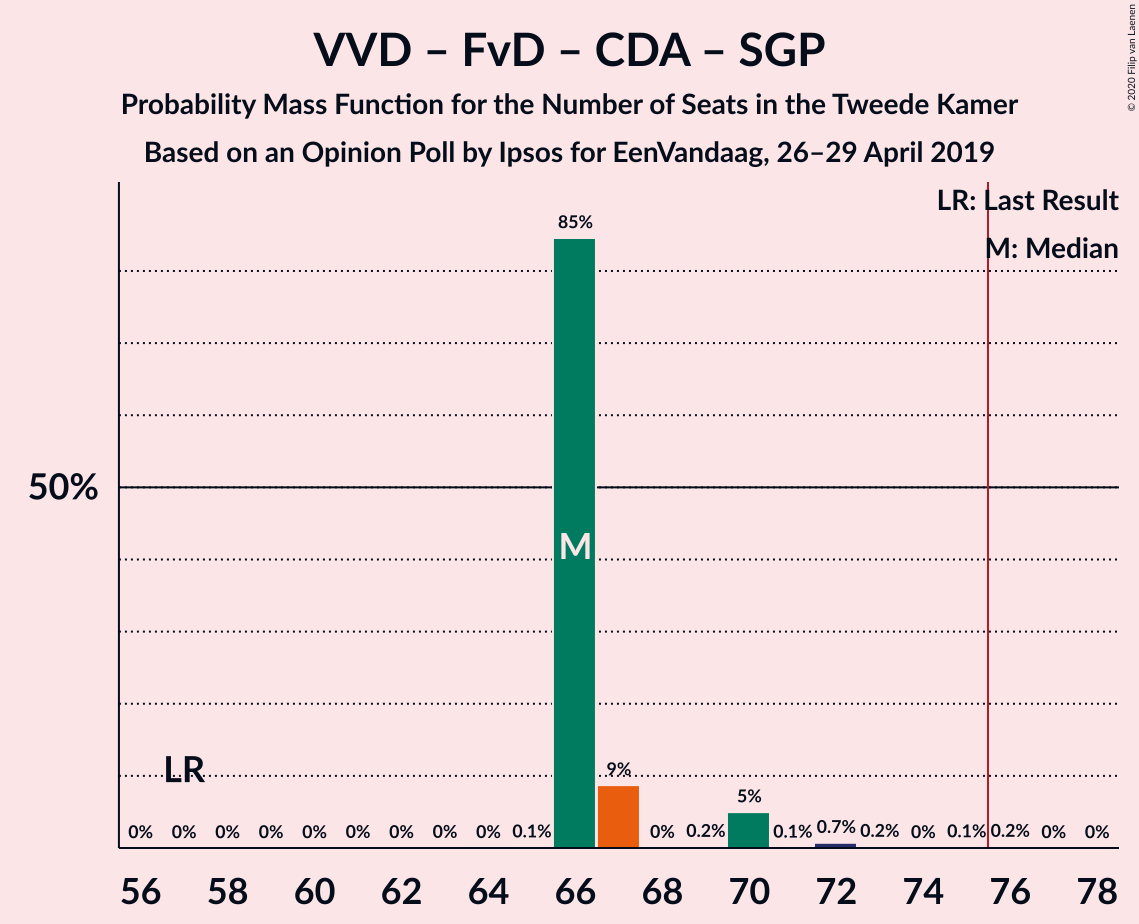 VVD – FvD – CDA – SGP
Probability Mass Function for the Number of Seats in the Tweede Kamer
Based on an Opinion Poll by Ipsos for EenVandaag, 26–29 April 2019
© 2020 Filip van Laenen
LR: Last Result
M: Median
85%
50%
M
LR
9%
5%
0% 0% 0% 0% 0% 0% 0% 0% 0% 0.1% 0% 0.2% 0.1% 0.7% 0.2% 0% 0.1% 0.2% 0% 0%
56 58 60 62 64 66 68 70 72 74 76 78